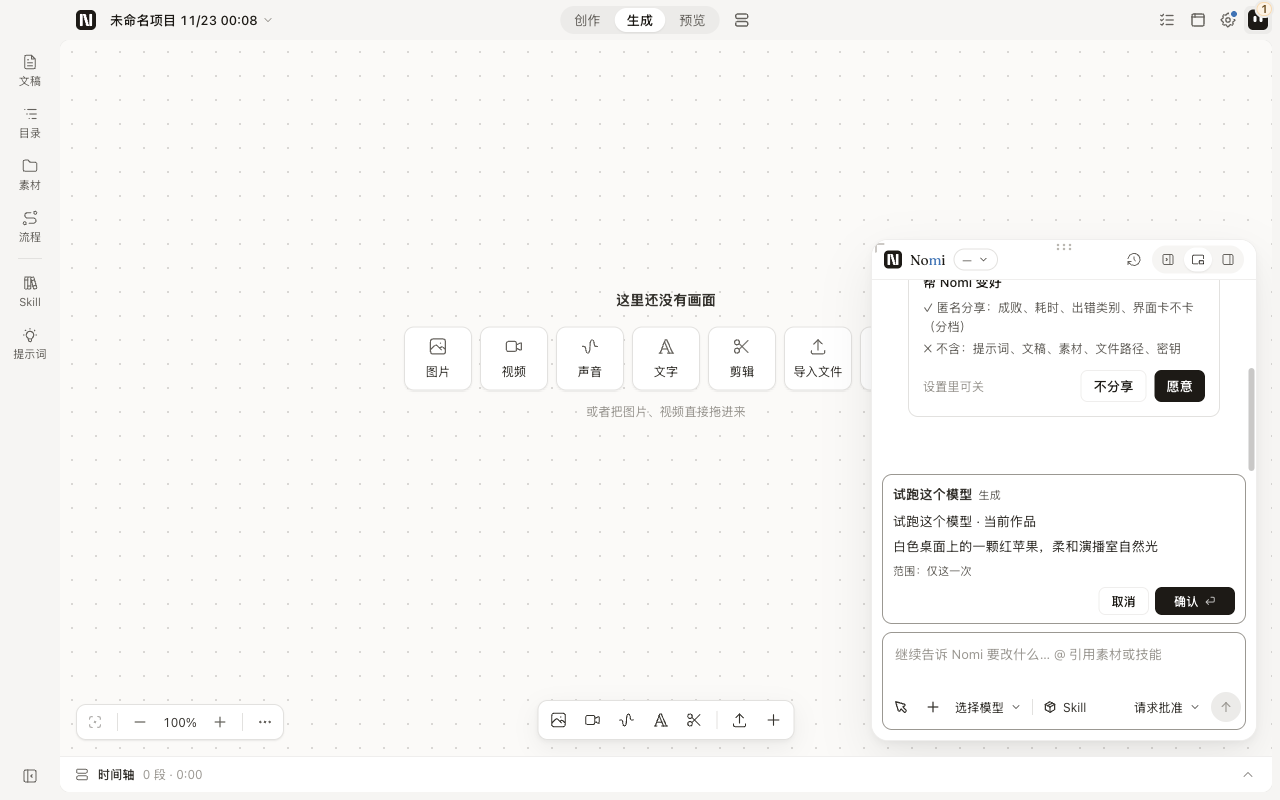 未命名项目 11/23 00:08
创作
生成
预览
1
文稿
目录
素材
流程
Skill
提示词
这里还没有画面
图片
视频
声音
文字
剪辑
导入文件
或者把图片、视频直接拖进来
Nomi
—
帮 Nomi 变好
✓ 匿名分享：成败、耗时、出错类别、界面卡不卡
（分档）
✕ 不含：提示词、文稿、素材、文件路径、密钥
设置里可关
不分享
愿意
试跑这个模型 生成
试跑这个模型 · 当前作品
白色桌面上的一颗红苹果，柔和演播室自然光
范围：仅这一次
取消
确认
继续告诉 Nomi 要改什么... @ 引用素材或技能
选择模型
Skill
请求批准
100%
时间轴 0 段 · 0:00